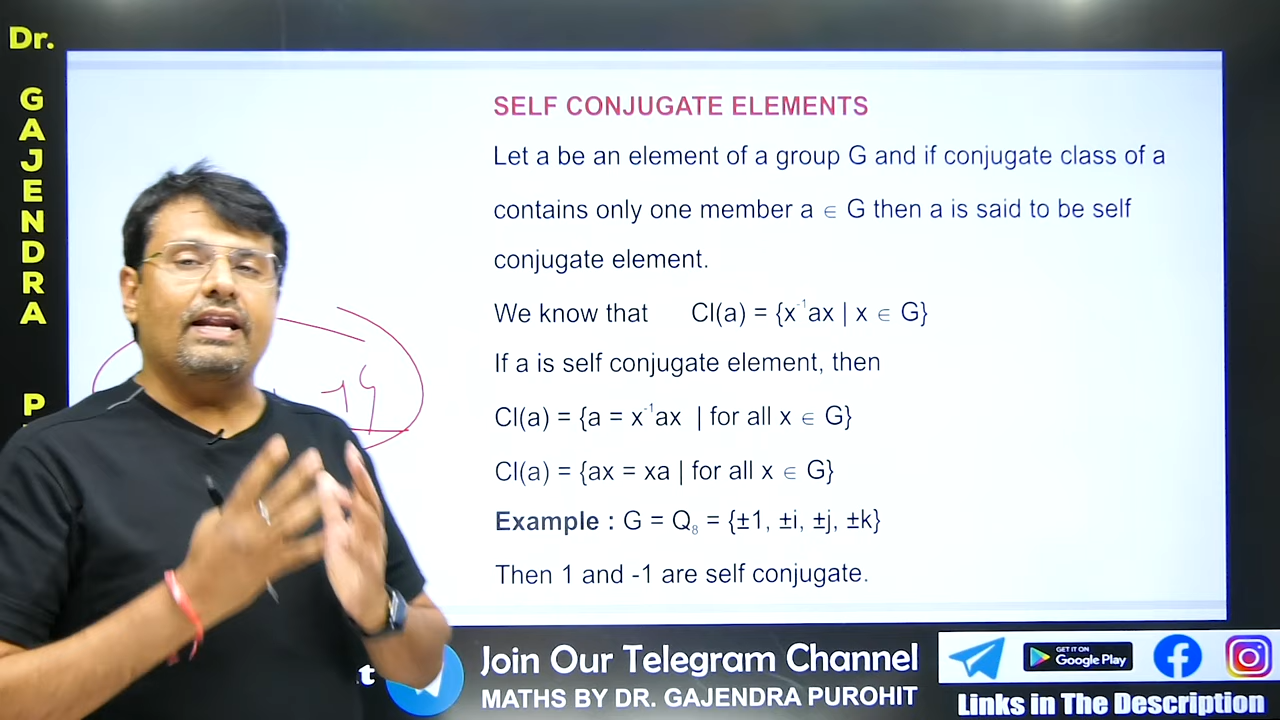 Dr.
GAJENDRA
P
SELF CONJUGATE ELEMENTS
Let a be an element of a group G and if conjugate class of a
contains only one member a ∈ G then a is said to be self
conjugate element.
We know that Cl(a) = {x⁻¹ax | x ∈ G}
If a is self conjugate element, then
Cl(a) = {a = x⁻¹ax | for all x ∈ G}
Cl(a) = {ax = xa | for all x ∈ G}
Example : G = Q₈ = {±1, ±i, ±j, ±k}
Then 1 and -1 are self conjugate.
Join Our Telegram Channel
MATHS BY DR. GAJENDRA PUROHIT
GET IT ON
Google Play
Links in The Description